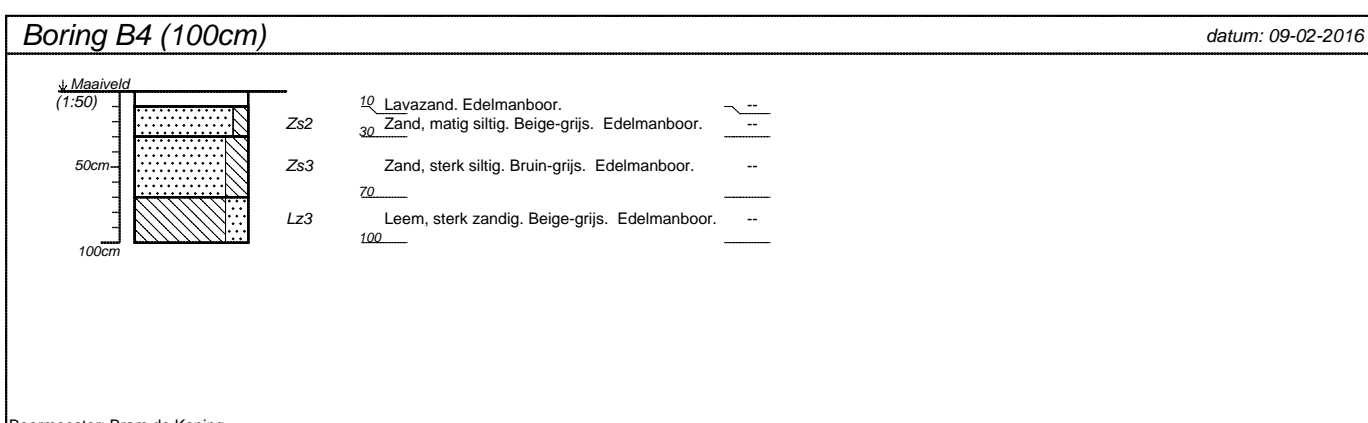 Boring B4 (100cm) datum: 09-02-2016
Maaiveld
(1:50)
10 Lavazand. Edelmanboor. --
Zs2 Zand, matig siltig. Beige-grijs. Edelmanboor. --
30
50cm Zs3 Zand, sterk siltig. Bruin-grijs. Edelmanboor. --
70
Lz3 Leem, sterk zandig. Beige-grijs. Edelmanboor. --
100
100cm